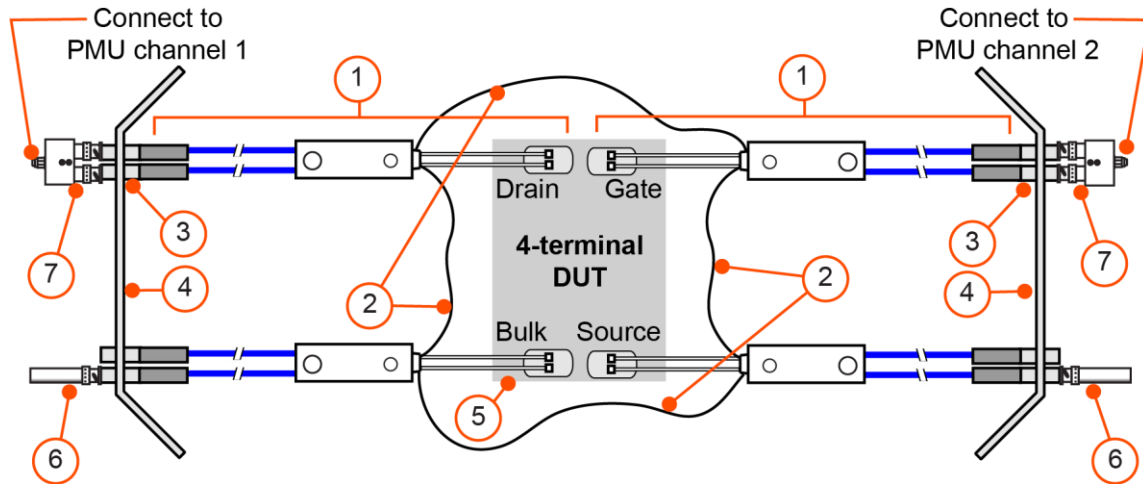 Connect to
PMU channel 1
Connect to
PMU channel 2
1
2
1
Drain
Gate
3
7
4
4-terminal
DUT
2
2
3
7
4
Bulk
Source
5
6
6